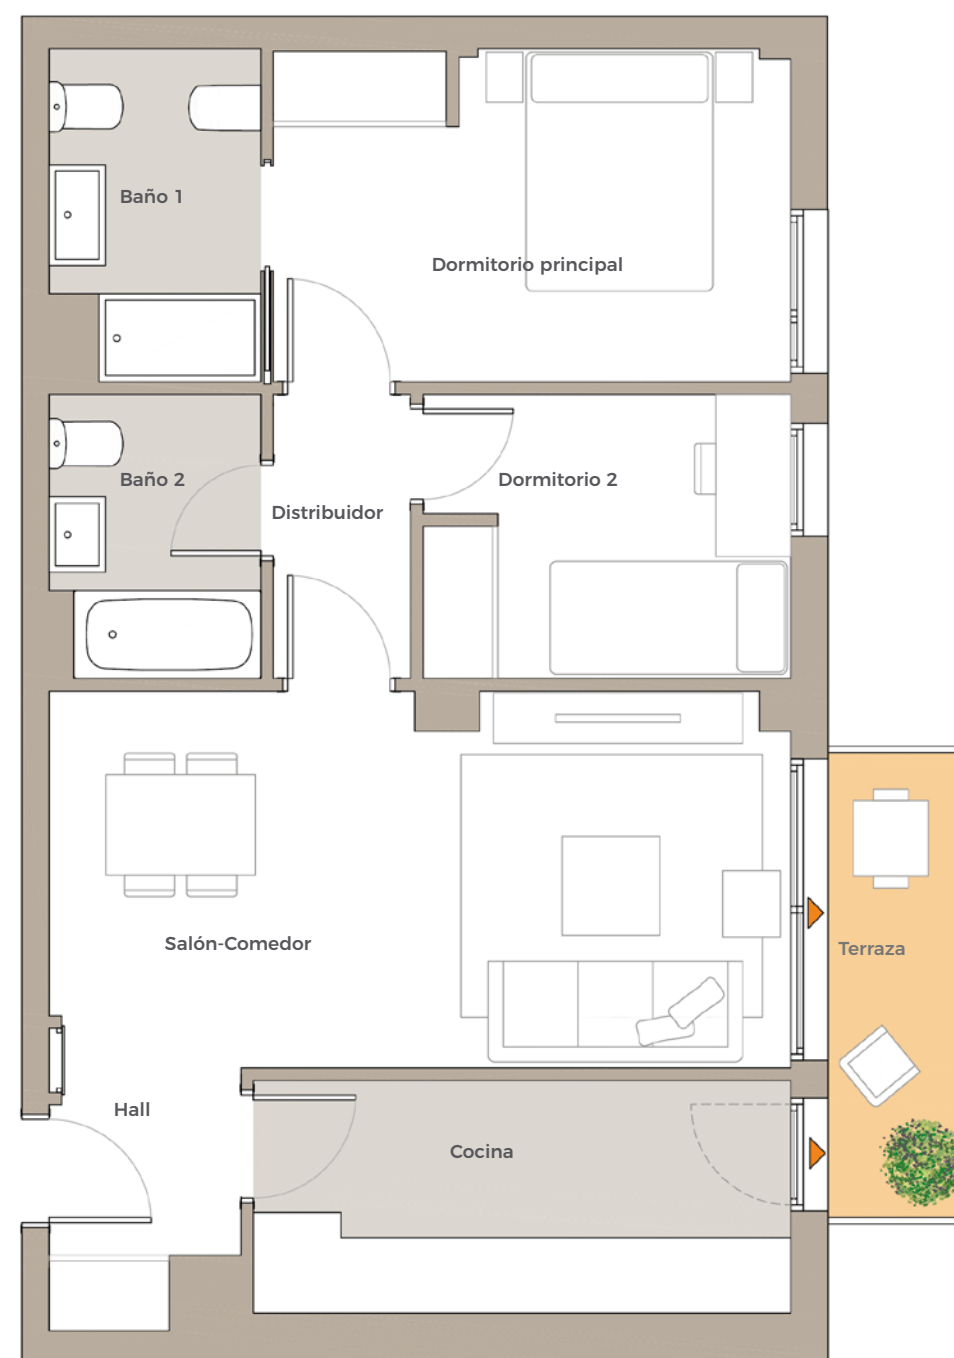 Baño 1
Dormitorio principal
Baño 2
Dormitorio 2
Distribuidor
Salón-Comedor
Terraza
Hall
Cocina